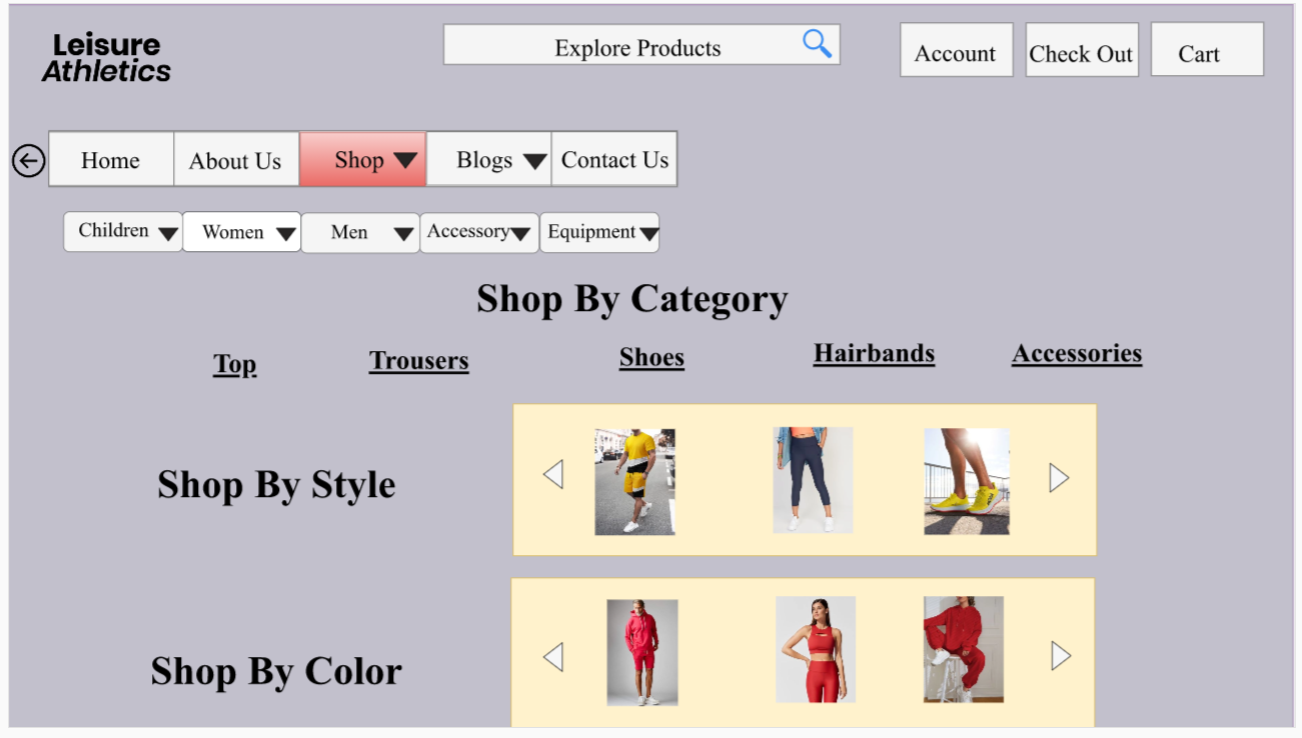 Leisure
Athletics
Explore Products
Account
Check Out
Cart
Home
About Us
Shop
Blogs
Contact Us
Children
Women
Men
Accessory
Equipment
Shop By Category
Top
Trousers
Shoes
Hairbands
Accessories
Shop By Style
Shop By Color